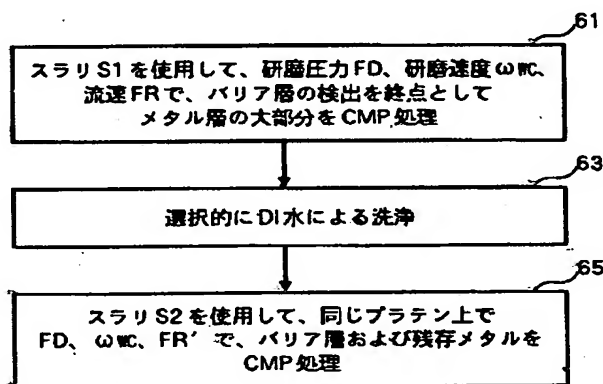 61
スラリS1を使用して、研磨圧力FD、研磨速度ωWC、
流速FRで、バリア層の検出を終点として
メタル層の大部分をCMP処理
63
選択的にDI水による洗浄
65
スラリS2を使用して、同じプラテン上で
FD、ωWC、FR´で、バリア層および残存メタルを
CMP処理